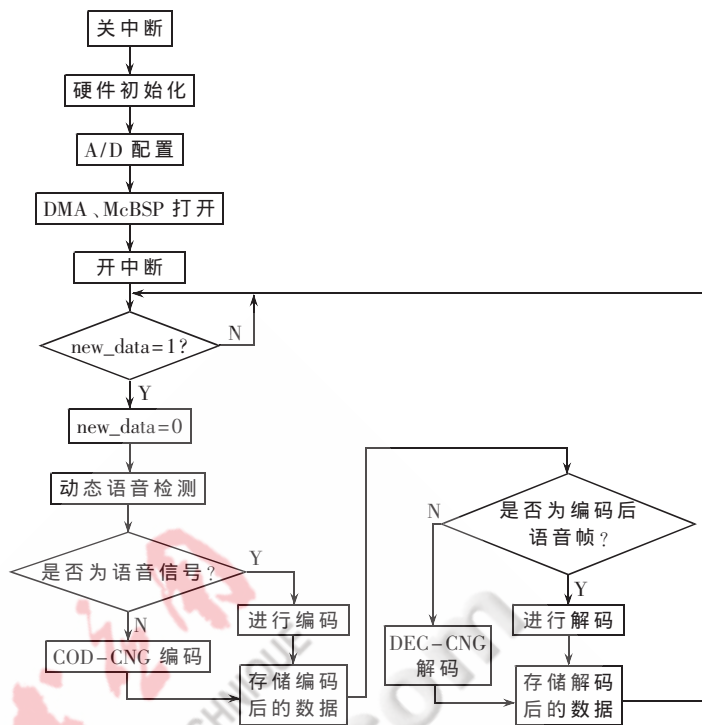 关中断
硬件初始化
A/D 配置
DMA、McBSP 打开
开中断
new_data=1?
N
Y
new_data=0
动态语音检测
是否为语音信号?
Y
N
进行编码
COD-CNG 编码
存储编码
后的数据
是否为编码后
语音帧?
N
Y
DEC-CNG
解码
进行解码
存储解码
后的数据
HNIQUE
com